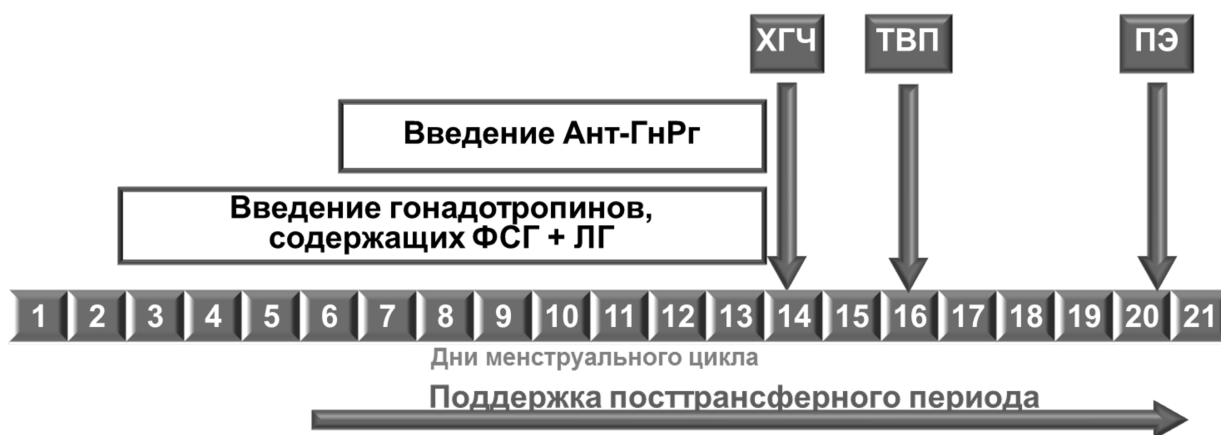 ХГЧ ТВП ПЭ
Введение Ант-ГнРг
Введение гонадотропинов,
содержащих ФСГ + ЛГ
1 2 3 4 5 6 7 8 9 10 11 12 13 14 15 16 17 18 19 20 21
Дни менструального цикла
Поддержка посттрансферного периода